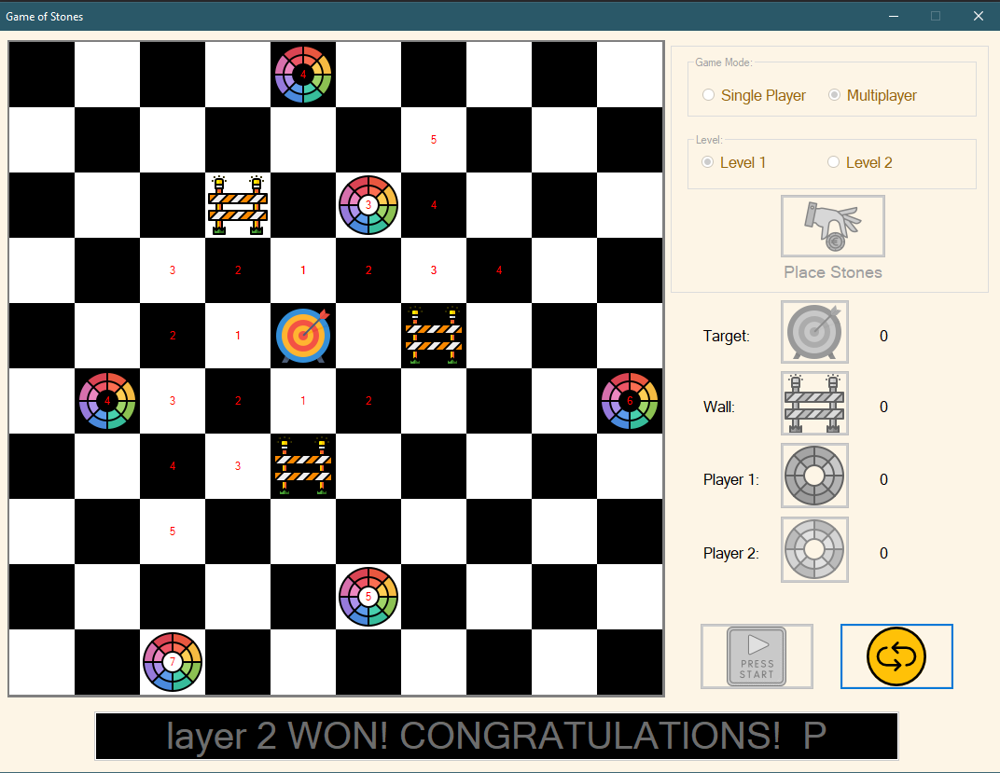 Game of Stones
Game Mode:
Single Player Multiplayer
Level:
Level 1 Level 2
Place Stones
Target: 0
Wall: 0
Player 1: 0
Player 2: 0
PRESS
START
4
5
3 4
3 2 1 2 3 4
2 1
4 3 2 1 2 6
4 3
5
5
7
layer 2 WON! CONGRATULATIONS! P